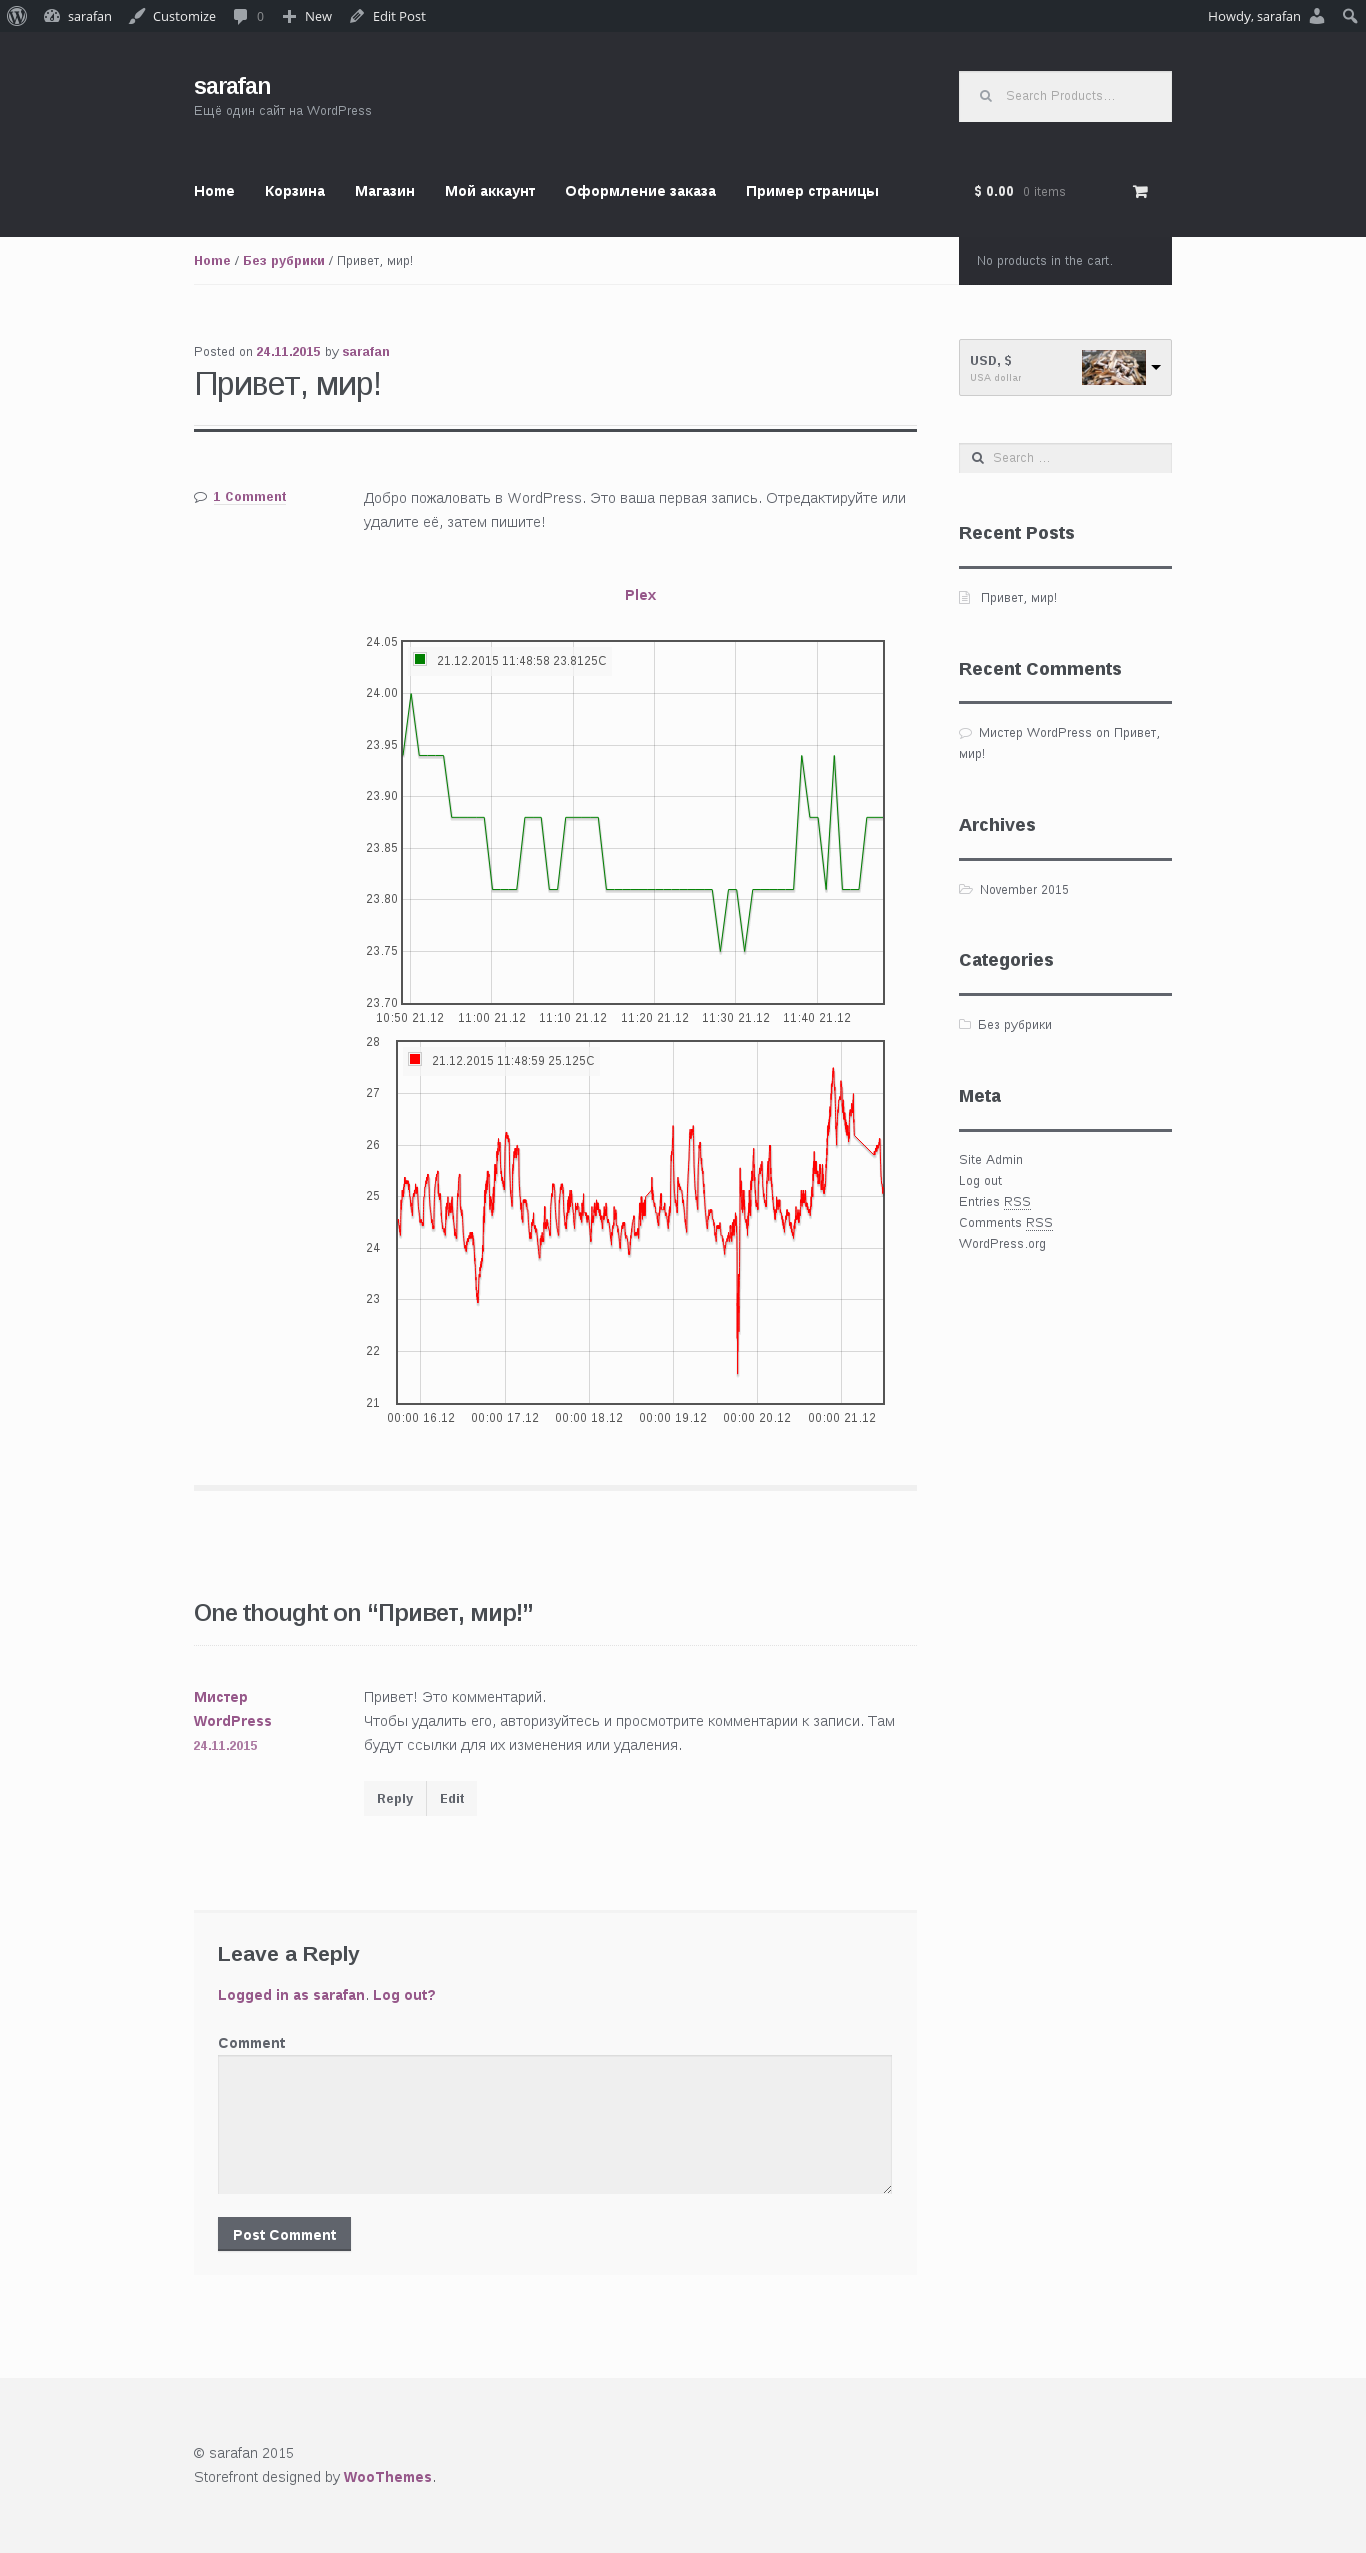 sarafan
Customize
0
New
Edit Post
Howdy, sarafan
sarafan
Ещё один сайт на WordPress
Search Products…
Home
Корзина
Магазин
Мой аккаунт
Оформление заказа
Пример страницы
$ 0.00 0 items
Home / Без рубрики / Привет, мир!
No products in the cart.
Posted on 24.11.2015 by sarafan
Привет, мир!
1 Comment
Добро пожаловать в WordPress. Это ваша первая запись. Отредактируйте или
удалите её, затем пишите!
Plex
24.05
21.12.2015 11:48:58 23.8125C
24.00
23.95
23.90
23.85
23.80
23.75
23.70
10:50 21.12 11:00 21.12 11:10 21.12 11:20 21.12 11:30 21.12 11:40 21.12
28
21.12.2015 11:48:59 25.125C
27
26
25
24
23
22
21
00:00 16.12 00:00 17.12 00:00 18.12 00:00 19.12 00:00 20.12 00:00 21.12
USD, $
USA dollar
Search …
Recent Posts
Привет, мир!
Recent Comments
Мистер WordPress on Привет,
мир!
Archives
November 2015
Categories
Без рубрики
Meta
Site Admin
Log out
Entries RSS
Comments RSS
WordPress.org
One thought on “Привет, мир!”
Мистер
WordPress
24.11.2015
Привет! Это комментарий.
Чтобы удалить его, авторизуйтесь и просмотрите комментарии к записи. Там
будут ссылки для их изменения или удаления.
Reply
Edit
Leave a Reply
Logged in as sarafan. Log out?
Comment
Post Comment
© sarafan 2015
Storefront designed by WooThemes.